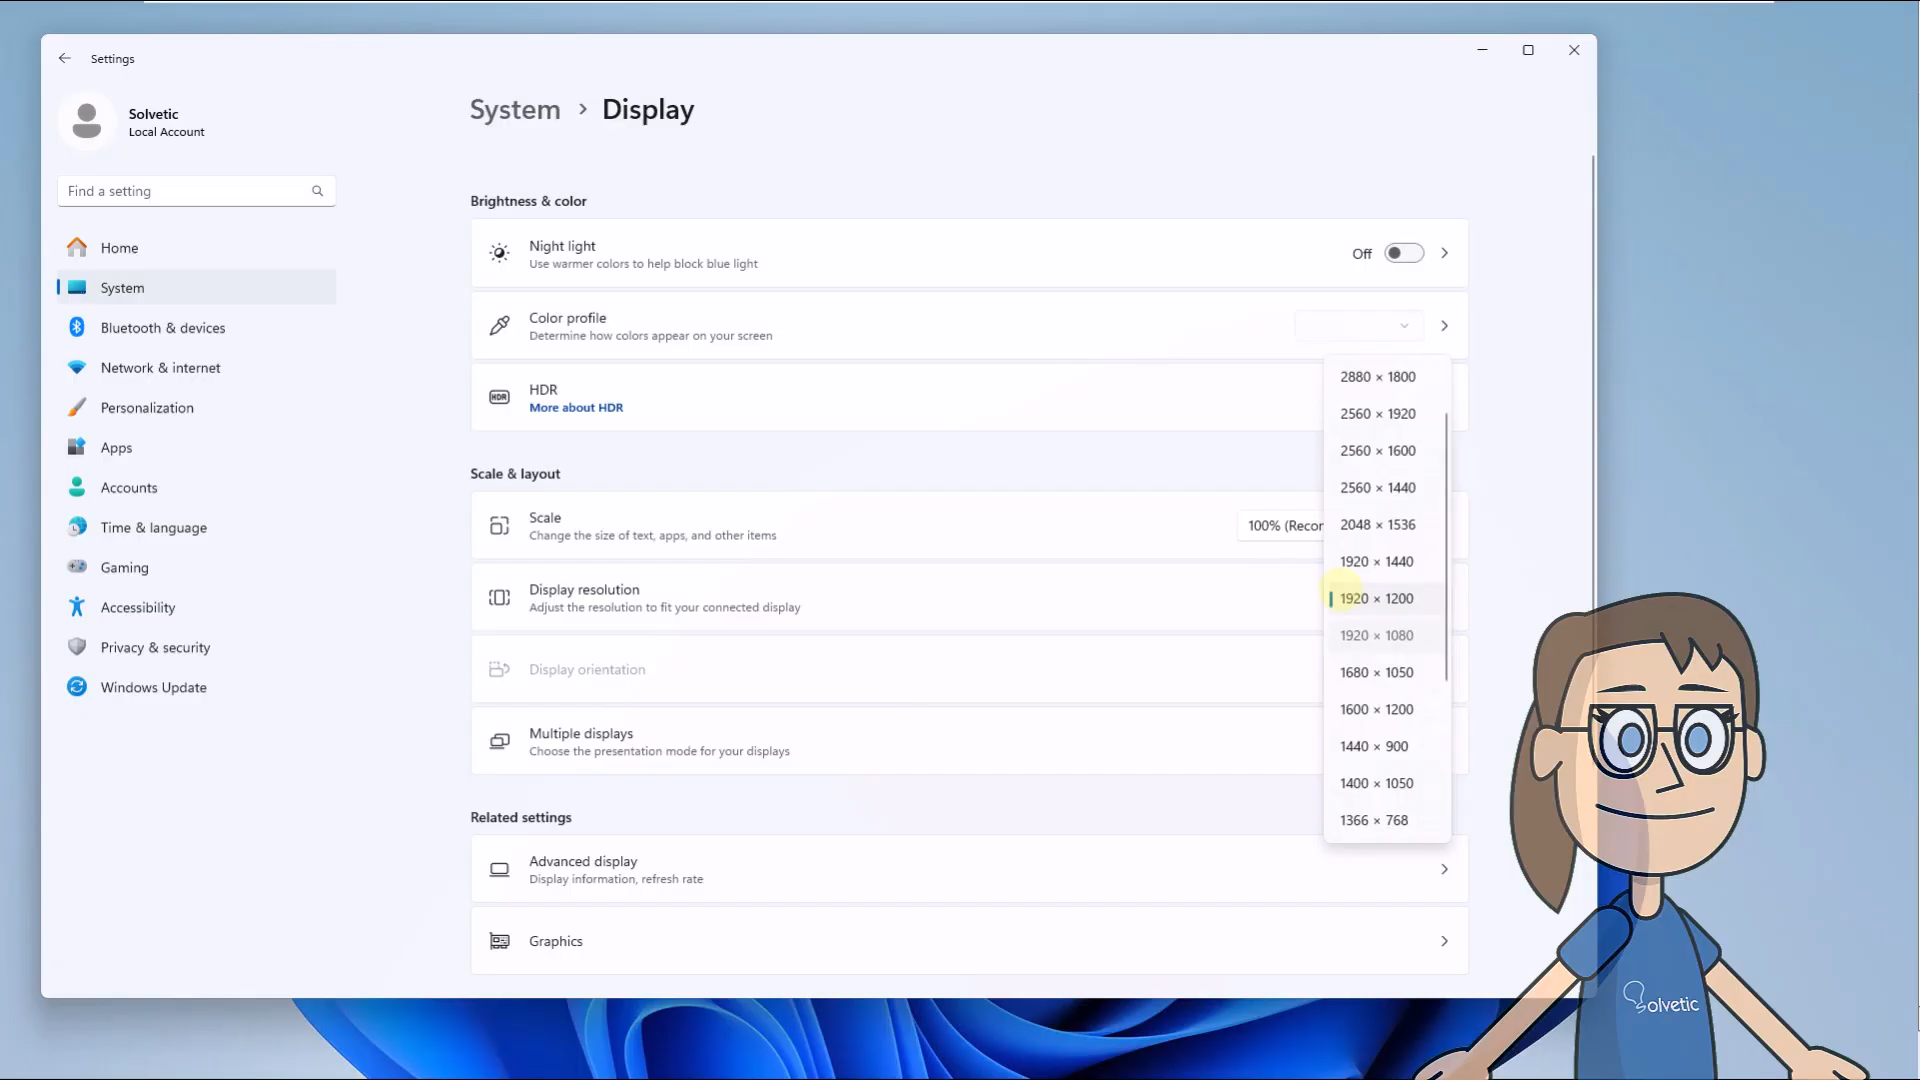 Settings
Solvetic
Local Account
Find a setting
Home
System
Bluetooth & devices
Network & internet
Personalization
Apps
Accounts
Time & language
Gaming
Accessibility
Privacy & security
Windows Update
System › Display
Brightness & color
Night light
Use warmer colors to help block blue light
Off
Color profile
Determine how colors appear on your screen
HDR
HDR
More about HDR
Scale & layout
Scale
Change the size of text, apps, and other items
100% (Recor
Display resolution
Adjust the resolution to fit your connected display
Display orientation
Multiple displays
Choose the presentation mode for your displays
2880 × 1800
2560 × 1920
2560 × 1600
2560 × 1440
2048 × 1536
1920 × 1440
1920 × 1200
1920 × 1080
1680 × 1050
1600 × 1200
1440 × 900
1400 × 1050
1366 × 768
Related settings
Advanced display
Display information, refresh rate
Graphics
Solvetic